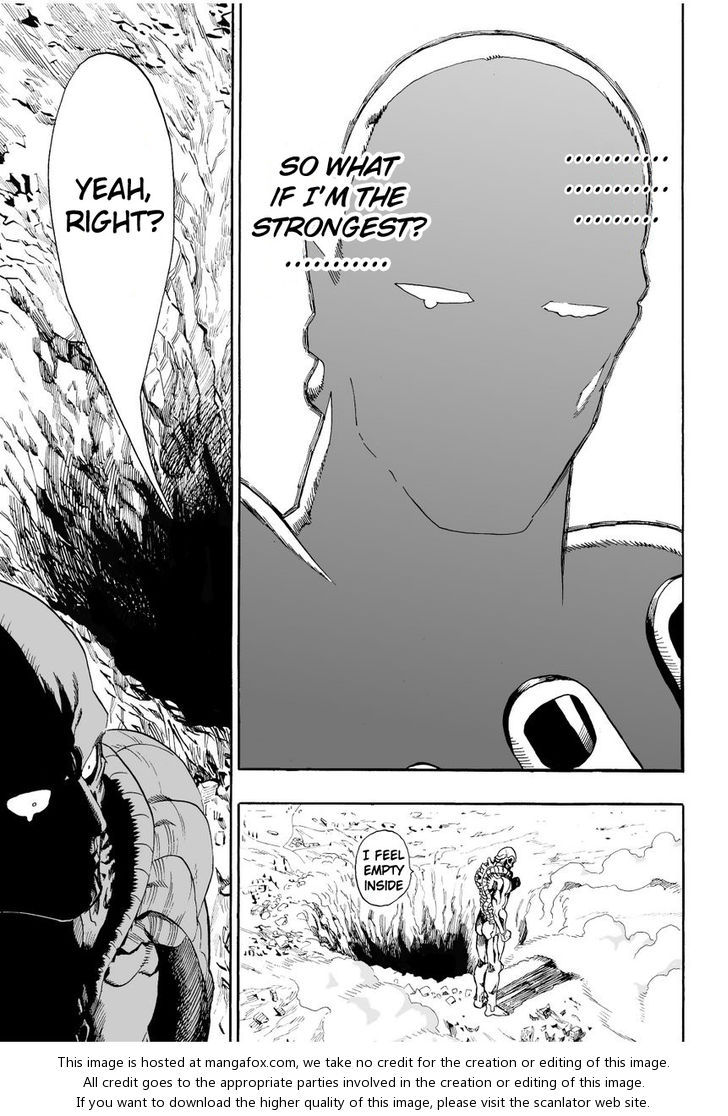 ............
............
..........
SO WHAT
IF I'M THE
STRONGEST?
............
YEAH,
RIGHT?
I FEEL
EMPTY
INSIDE
This image is hosted at mangafox.com, we take no credit for the creation or editing of this image.
All credit goes to the appropriate parties involved in the creation or editing of this image.
If you want to download the higher quality of this image, please visit the scanlator web site.